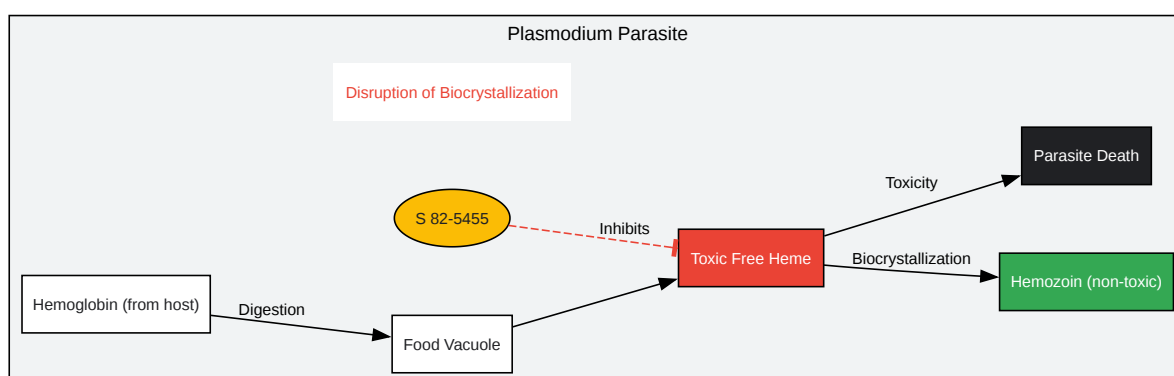 Plasmodium Parasite
Disruption of Biocrystallization
Parasite Death
Toxicity
S 82-5455
Inhibits
Toxic Free Heme
Biocrystallization
Hemozoin (non-toxic)
Hemoglobin (from host)
Digestion
Food Vacuole